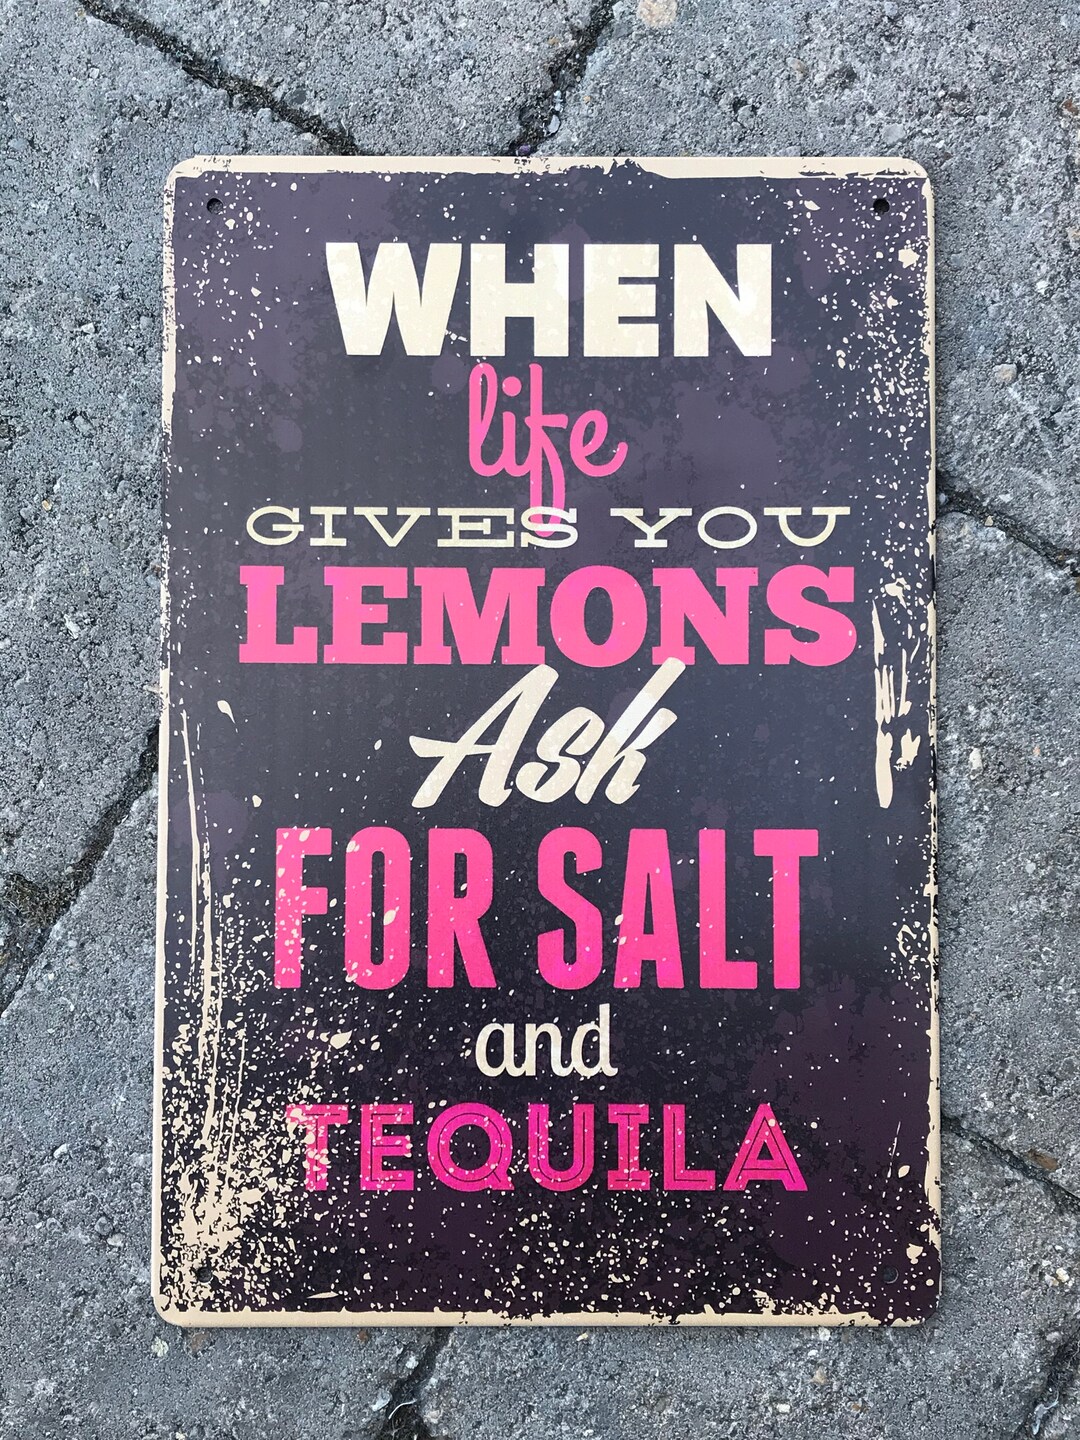 WHEN
life
GIVES YOU
LEMONS
Ask
FOR SALT
and
TEQUILA